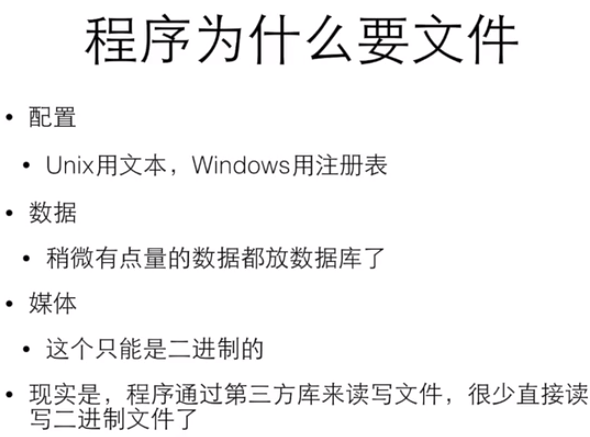 程序为什么要文件
• 配置
• Unix用文本，Windows用注册表
• 数据
• 稍微有点量的数据都放数据库了
• 媒体
• 这个只能是二进制的
• 现实是，程序通过第三方库来读写文件，很少直接读
写二进制文件了